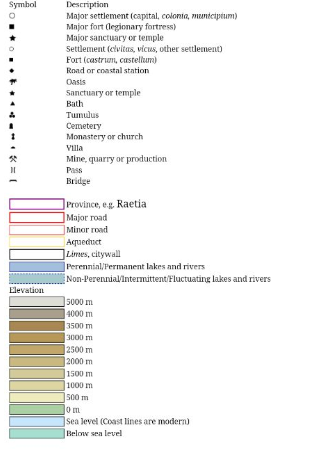 Symbol Description
Major settlement (capital, colonia, municipium)
Major fort (legionary fortress)
Major sanctuary or temple
Settlement (civitas, vicus, other settlement)
Fort (castrum, castellum)
Road or coastal station
Oasis
Sanctuary or temple
Bath
Tumulus
Cemetery
Monastery or church
Villa
Mine, quarry or production
Pass
Bridge
Province, e.g. Raetia
Major road
Minor road
Aqueduct
Limes, citywall
Perennial/Permanent lakes and rivers
Non-Perennial/Intermittent/Fluctuating lakes and rivers
Elevation
5000 m
4000 m
3500 m
3000 m
2500 m
2000 m
1500 m
1000 m
500 m
0 m
Sea level (Coast lines are modern)
Below sea level